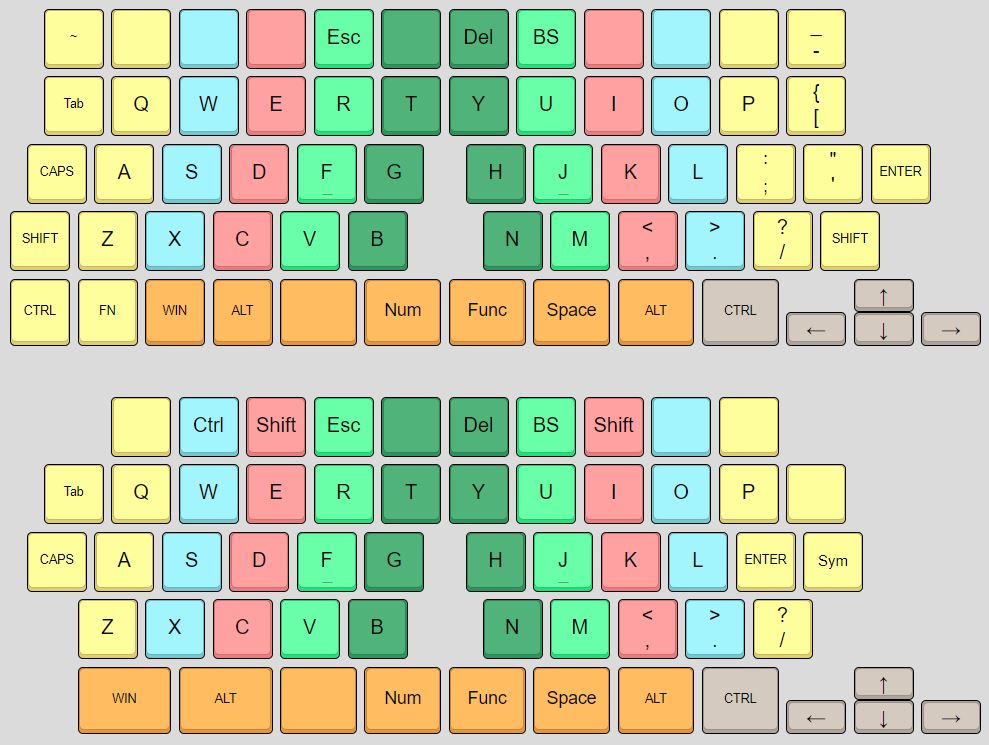 ~ Esc Del BS _ -
Tab Q W E R T Y U I O P { [
CAPS A S D F _ G H J _ K L : ; " ' ENTER
SHIFT Z X C V B N M < , > . ? / SHIFT
CTRL FN WIN ALT Num Func Space ALT CTRL ← ↑ ↓ →
Ctrl Shift Esc Del BS Shift
Tab Q W E R T Y U I O P
CAPS A S D F _ G H J _ K L ENTER Sym
Z X C V B N M < , > . ? /
WIN ALT Num Func Space ALT CTRL ← ↑ ↓ →